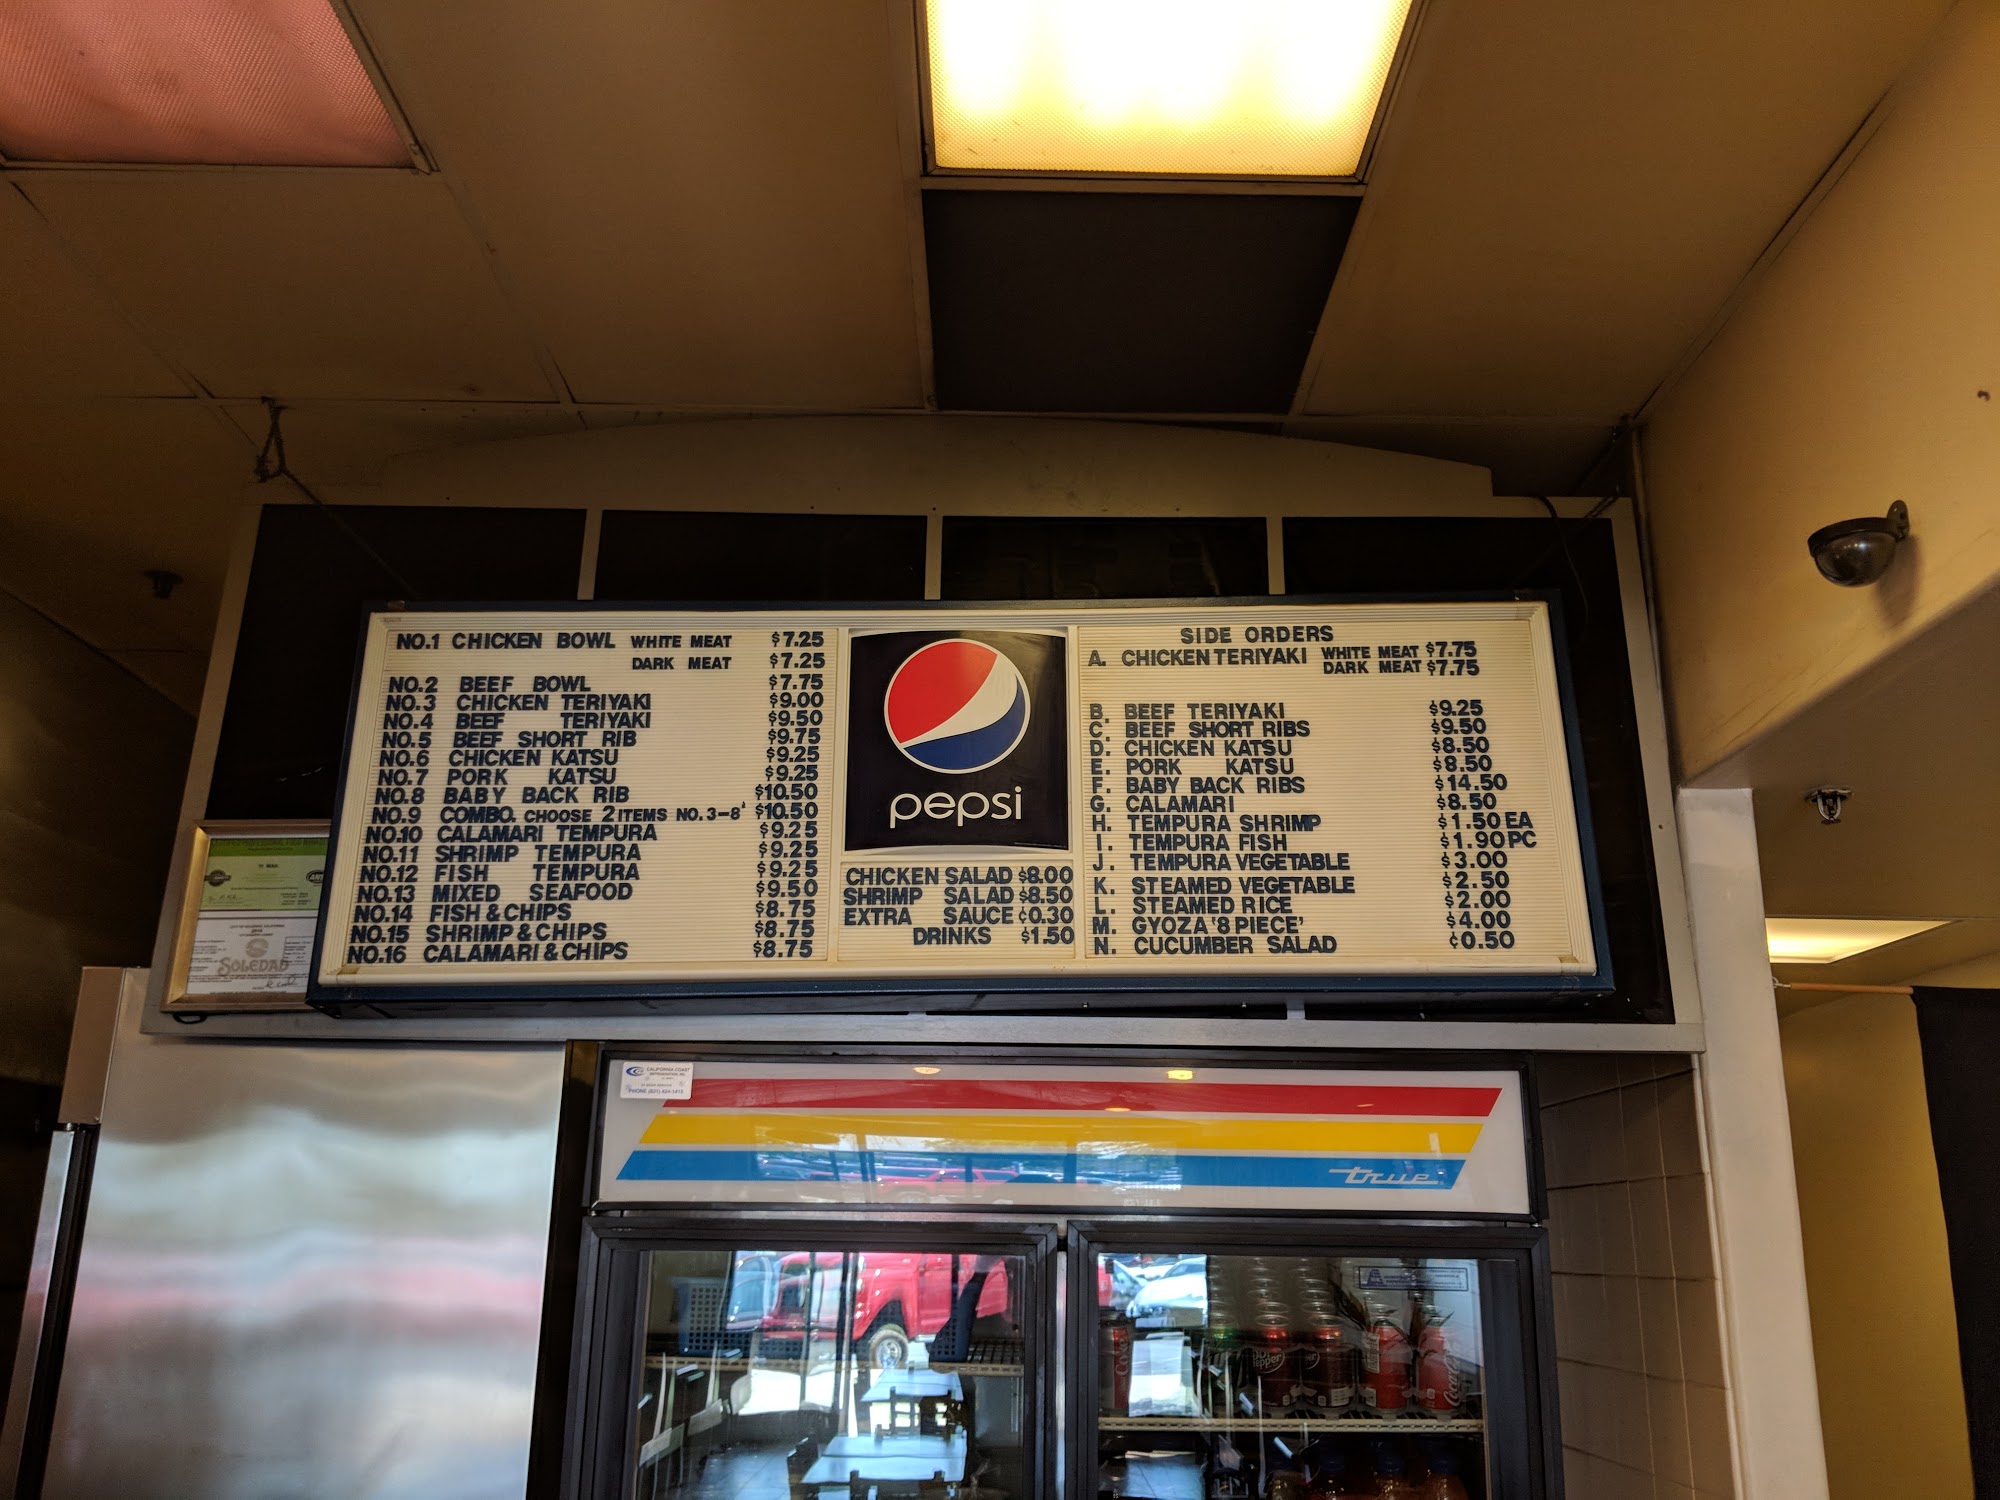 NO.1 CHICKEN BOWL WHITE MEAT $7.25
DARK MEAT $7.25
NO.2 BEEF BOWL $7.75
NO.3 CHICKEN TERIYAKI $9.00
NO.4 BEEF TERIYAKI $9.50
NO.5 BEEF SHORT RIB $9.75
NO.6 CHICKEN KATSU $9.25
NO.7 PORK KATSU $9.25
NO.8 BABY BACK RIB $10.50
NO.9 COMBO. CHOOSE 2 ITEMS NO.3-8' $10.50
NO.10 CALAMARI TEMPURA $9.25
NO.11 SHRIMP TEMPURA $9.25
NO.12 FISH TEMPURA $9.25
NO.13 MIXED SEAFOOD $9.50
NO.14 FISH & CHIPS $8.75
NO.15 SHRIMP & CHIPS $8.75
NO.16 CALAMARI & CHIPS $8.75
pepsi
CHICKEN SALAD $8.00
SHRIMP SALAD $8.50
EXTRA SAUCE ¢0.30
DRINKS $1.50
SIDE ORDERS
A. CHICKEN TERIYAKI WHITE MEAT $7.75
DARK MEAT $7.75
B. BEEF TERIYAKI $9.25
C. BEEF SHORT RIBS $9.50
D. CHICKEN KATSU $8.50
E. PORK KATSU $8.50
F. BABY BACK RIBS $14.50
G. CALAMARI $8.50
H. TEMPURA SHRIMP $1.50 EA
I. TEMPURA FISH $1.90 PC
J. TEMPURA VEGETABLE $3.00
K. STEAMED VEGETABLE $2.50
L. STEAMED RICE $2.00
M. GYOZA '8 PIECE' $4.00
N. CUCUMBER SALAD ¢0.50
SOLEDAD
CALIFORNIA COAST
true
Dr Pepper